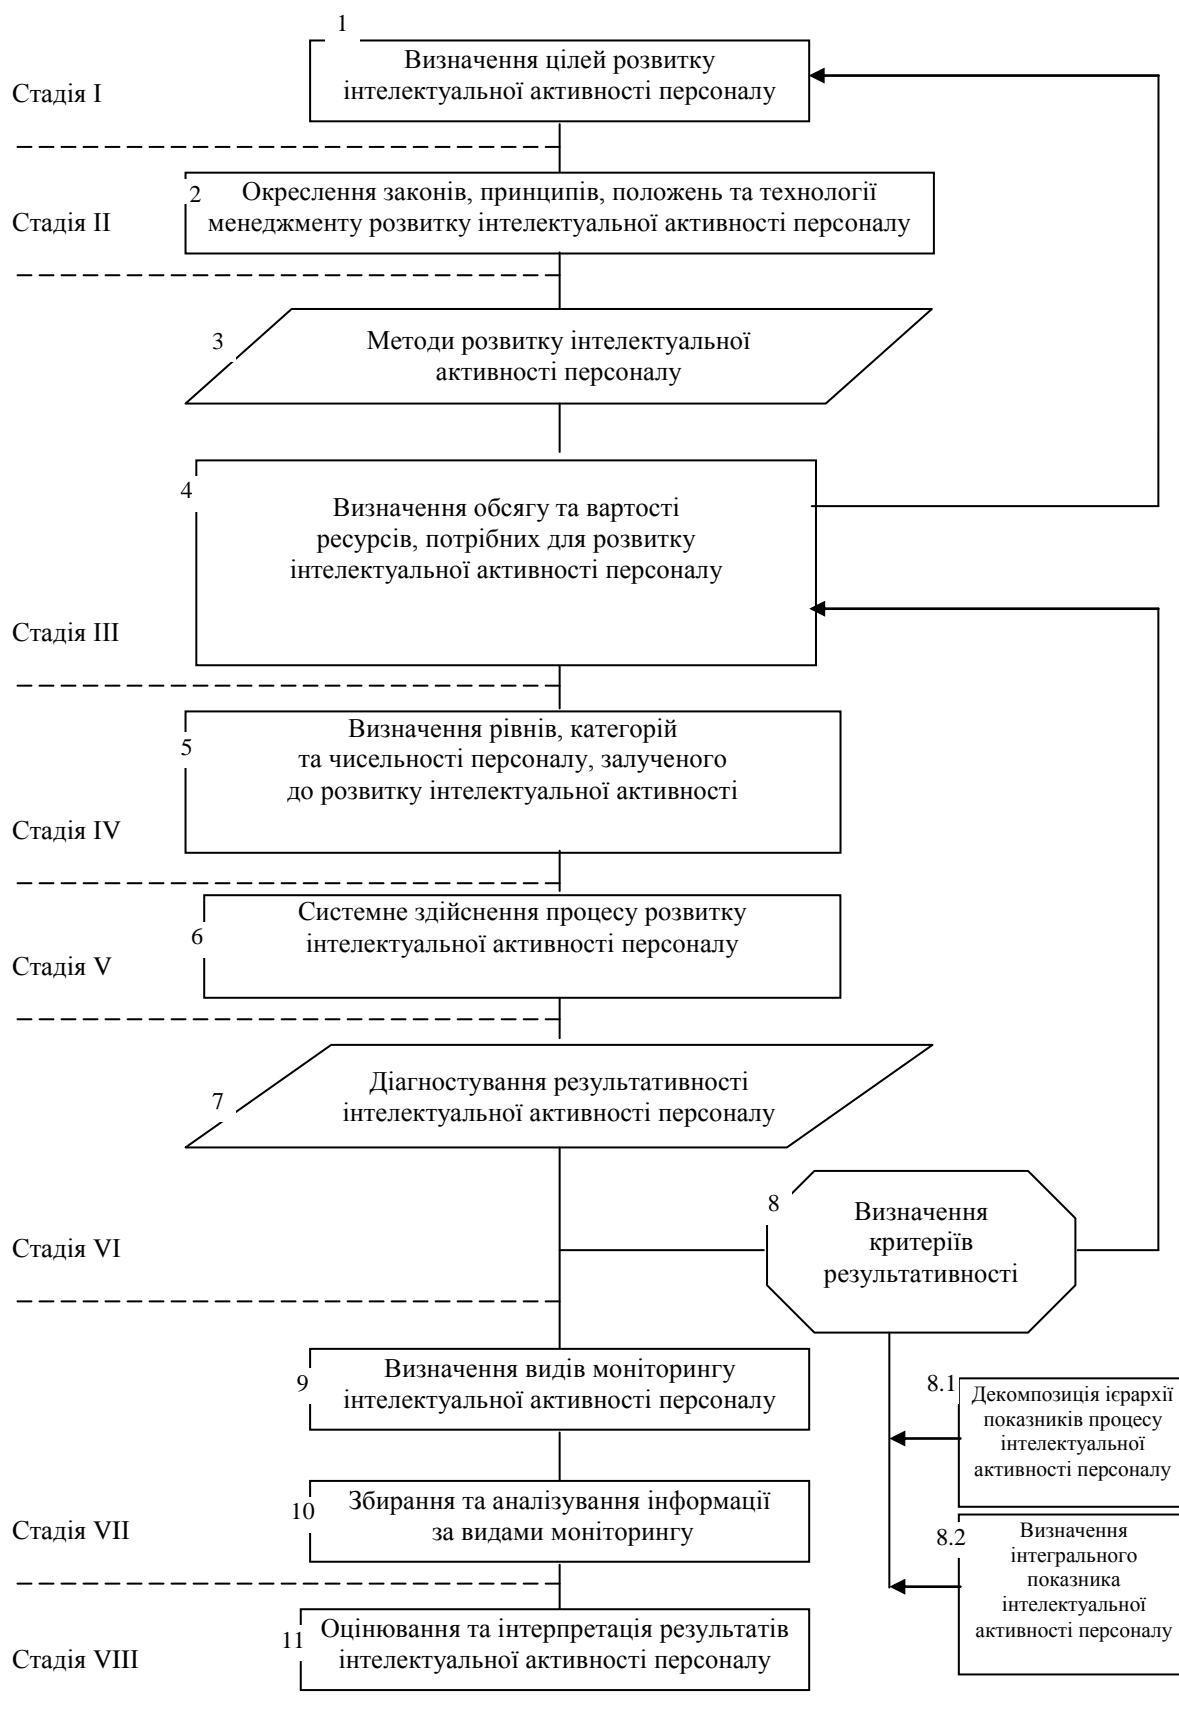 1
Визначення цілей розвитку
інтелектуальної активності персоналу
Стадія I
2
Окреслення законів, принципів, положень та технології
менеджменту розвитку інтелектуальної активності персоналу
Стадія II
3
Методи розвитку інтелектуальної
активності персоналу
4
Визначення обсягу та вартості
ресурсів, потрібних для розвитку
інтелектуальної активності персоналу
Стадія III
5
Визначення рівнів, категорій
та чисельності персоналу, залученого
до розвитку інтелектуальної активності
Стадія IV
6
Системне здійснення процесу розвитку
інтелектуальної активності персоналу
Стадія V
7
Діагностування результативності
інтелектуальної активності персоналу
8
Визначення
критеріїв
результативності
Стадія VI
9
Визначення видів моніторингу
інтелектуальної активності персоналу
8.1
Декомпозиція ієрархії
показників процесу
інтелектуальної
активності персоналу
10
Збирання та аналізування інформації
за видами моніторингу
Стадія VII
8.2
Визначення
інтегрального
показника
інтелектуальної
активності персоналу
11
Оцінювання та інтерпретація результатів
інтелектуальної активності персоналу
Стадія VIII